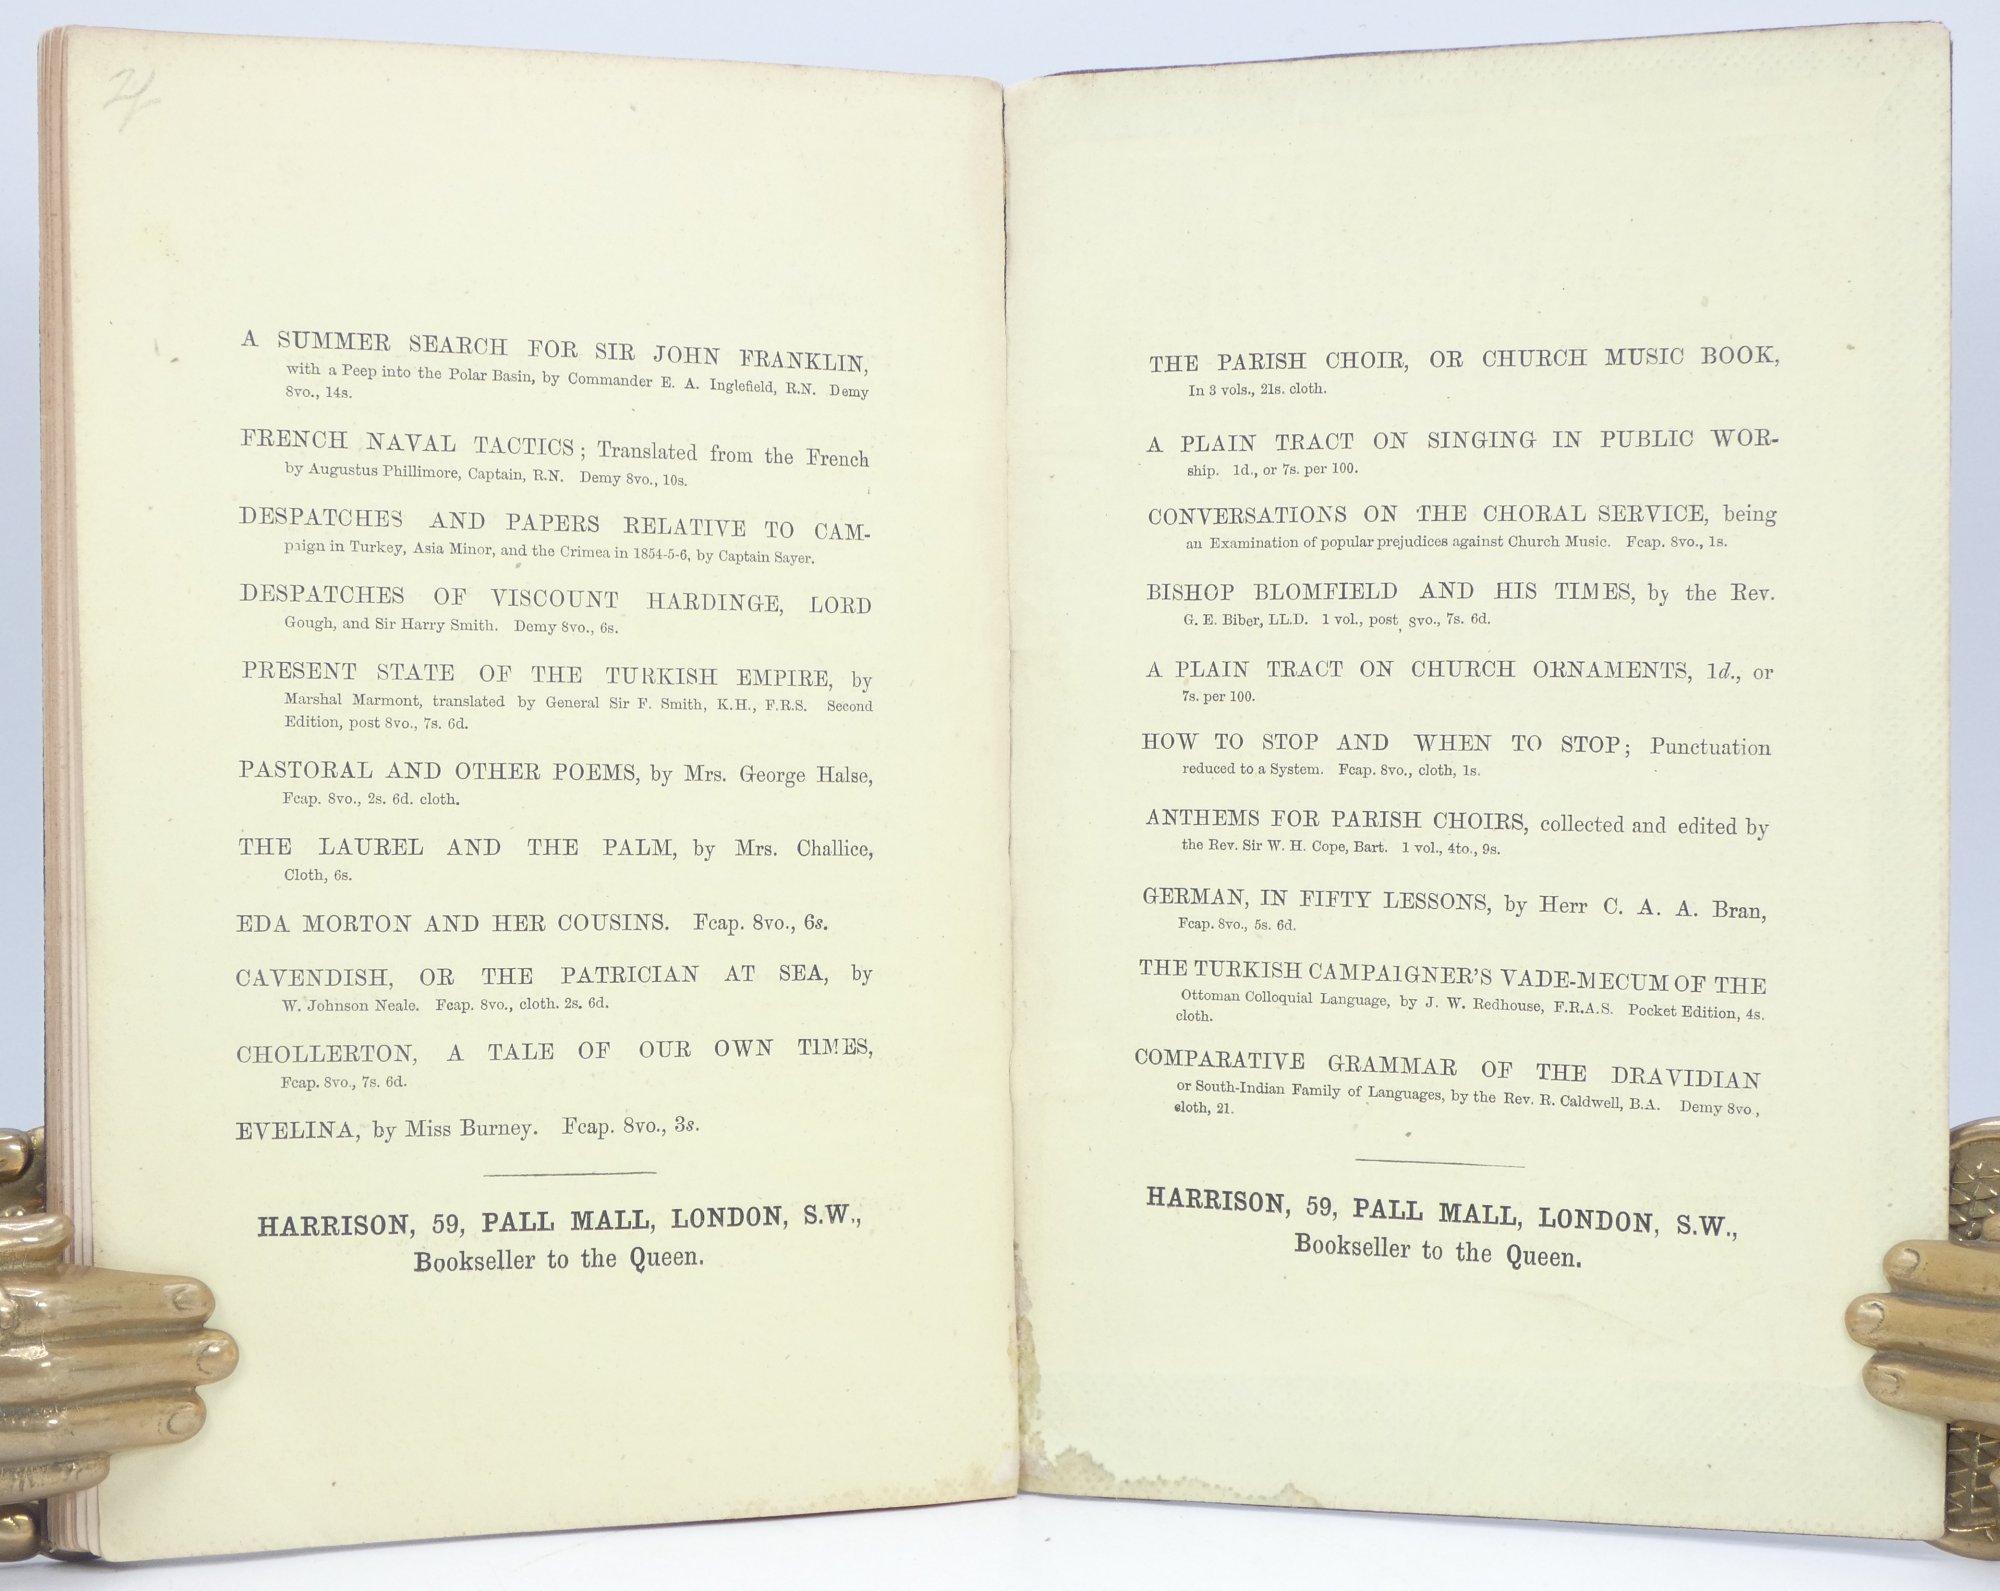 A SUMMER SEARCH FOR SIR JOHN FRANKLIN,
with a Peep into the Polar Basin, by Commander E. A. Inglefield, R.N. Demy
8vo., 14s.
FRENCH NAVAL TACTICS; Translated from the French
by Augustus Phillimore, Captain, R.N. Demy 8vo., 10s.
DESPATCHES AND PAPERS RELATIVE TO CAM-
paign in Turkey, Asia Minor, and the Crimea in 1854-5-6, by Captain Sayer.
DESPATCHES OF VISCOUNT HARDINGE, LORD
Gough, and Sir Harry Smith. Demy 8vo., 6s.
PRESENT STATE OF THE TURKISH EMPIRE, by
Marshal Marmont, translated by General Sir F. Smith, K.H., F.R.S. Second
Edition, post 8vo., 7s. 6d.
PASTORAL AND OTHER POEMS, by Mrs. George Halse,
Fcap. 8vo., 2s. 6d. cloth.
THE LAUREL AND THE PALM, by Mrs. Challice,
Cloth, 6s.
EDA MORTON AND HER COUSINS. Fcap. 8vo., 6s.
CAVENDISH, OR THE PATRICIAN AT SEA, by
W. Johnson Neale. Fcap. 8vo., cloth. 2s. 6d.
CHOLLERTON, A TALE OF OUR OWN TIMES,
Fcap. 8vo., 7s. 6d.
EVELINA, by Miss Burney. Fcap. 8vo., 3s.
HARRISON, 59, PALL MALL, LONDON, S.W.,
Bookseller to the Queen.
THE PARISH CHOIR, OR CHURCH MUSIC BOOK,
In 3 vols., 21s. cloth.
A PLAIN TRACT ON SINGING IN PUBLIC WOR-
ship. 1d., or 7s. per 100.
CONVERSATIONS ON THE CHORAL SERVICE, being
an Examination of popular prejudices against Church Music. Fcap. 8vo., 1s.
BISHOP BLOMFIELD AND HIS TIMES, by the Rev.
G. E. Biber, LL.D. 1 vol., post, 8vo., 7s. 6d.
A PLAIN TRACT ON CHURCH ORNAMENTS, 1d., or
7s. per 100.
HOW TO STOP AND WHEN TO STOP; Punctuation
reduced to a System. Fcap. 8vo., cloth, 1s.
ANTHEMS FOR PARISH CHOIRS, collected and edited by
the Rev. Sir W. H. Cope, Bart. 1 vol., 4to., 9s.
GERMAN, IN FIFTY LESSONS, by Herr C. A. A. Bran,
Fcap. 8vo., 5s. 6d.
THE TURKISH CAMPAIGNER'S VADE-MECUM OF THE
Ottoman Colloquial Language, by J. W. Redhouse, F.R.A.S. Pocket Edition, 4s.
cloth.
COMPARATIVE GRAMMAR OF THE DRAVIDIAN
or South-Indian Family of Languages, by the Rev. R. Caldwell, B.A. Demy 8vo,
cloth, 21.
HARRISON, 59, PALL MALL, LONDON, S.W.,
Bookseller to the Queen.